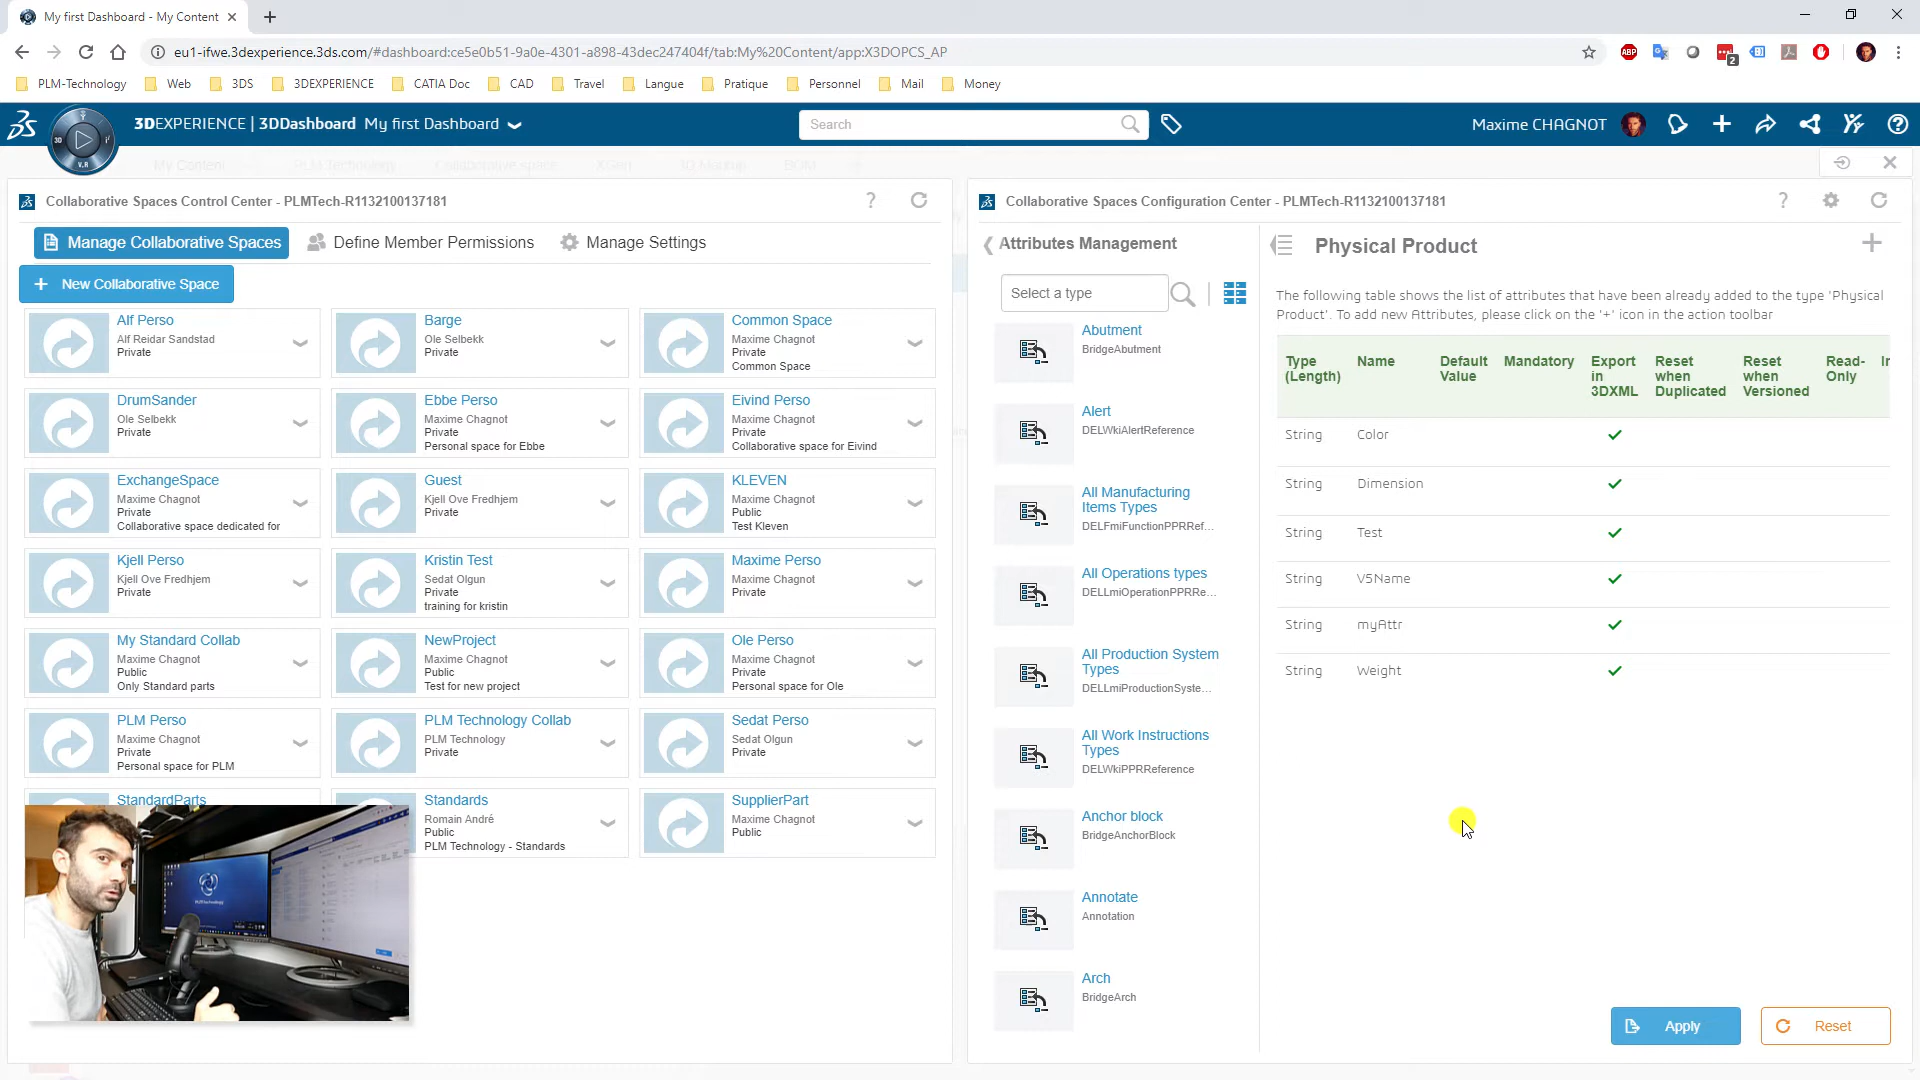 My first Dashboard - My Content
eu1-ifwe.3dexperience.3ds.com/#dashboard:ce5e0b51-9a0e-4301-a898-43dec247404f/tab:My%20Content/app:X3DOPCS_AP
ABP
2
PLM-Technology
Web
3DS
3DEXPERIENCE
CATIA Doc
CAD
Travel
Langue
Pratique
Personnel
Mail
Money
3D
V.R
3DEXPERIENCE | 3DDashboard My first Dashboard
Search
Maxime CHAGNOT
My Content
PLM Technology
Collaborative space
XGen
3D Markup
BOM
Collaborative Spaces Control Center - PLMTech-R1132100137181
Manage Collaborative Spaces
Define Member Permissions
Manage Settings
New Collaborative Space
Alf Perso
Alf Reidar Sandstad
Private
Barge
Ole Selbekk
Private
Common Space
Maxime Chagnot
Private
Common Space
DrumSander
Ole Selbekk
Private
Ebbe Perso
Maxime Chagnot
Private
Personal space for Ebbe
Eivind Perso
Maxime Chagnot
Private
Collaborative space for Eivind
ExchangeSpace
Maxime Chagnot
Private
Collaborative space dedicated for
Guest
Kjell Ove Fredhjem
Private
KLEVEN
Maxime Chagnot
Public
Test Kleven
Kjell Perso
Kjell Ove Fredhjem
Private
Kristin Test
Sedat Olgun
Private
training for kristin
Maxime Perso
Maxime Chagnot
Private
My Standard Collab
Maxime Chagnot
Public
Only Standard parts
NewProject
Maxime Chagnot
Public
Test for new project
Ole Perso
Maxime Chagnot
Private
Personal space for Ole
PLM Perso
Maxime Chagnot
Private
Personal space for PLM
PLM Technology Collab
PLM Technology
Private
Sedat Perso
Sedat Olgun
Private
StandardParts
Standards
Romain André
Public
PLM Technology - Standards
SupplierPart
Maxime Chagnot
Public
Collaborative Spaces Configuration Center - PLMTech-R1132100137181
Attributes Management
Select a type
Abutment
BridgeAbutment
Alert
DELWkiAlertReference
All Manufacturing
Items Types
DELFmiFunctionPPRRef...
All Operations types
DELLmiOperationPPRRe...
All Production System
Types
DELLmiProductionSyste...
All Work Instructions
Types
DELWkiPPRReference
Anchor block
BridgeAnchorBlock
Annotate
Annotation
Arch
BridgeArch
Physical Product
The following table shows the list of attributes that have been already added to the type 'Physical
Product'. To add new Attributes, please click on the '+' icon in the action toolbar
Type (Length)
Name
Default Value
Mandatory
Export in 3DXML
Reset when Duplicated
Reset when Versioned
Read-Only
String Color
String Dimension
String Test
String V5Name
String myAttr
String Weight
Apply
Reset